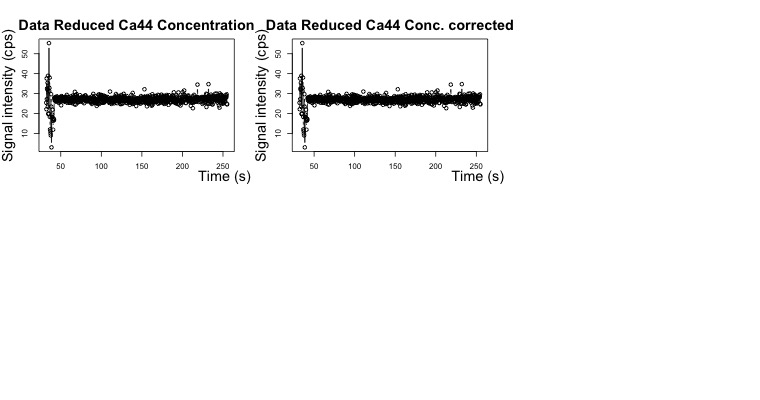 Data Reduced Ca44 Concentration
Signal intensity (cps)
10 20 30 40 50
50 100 150 200 250
Time (s)
Data Reduced Ca44 Conc. corrected
Signal intensity (cps)
10 20 30 40 50
50 100 150 200 250
Time (s)